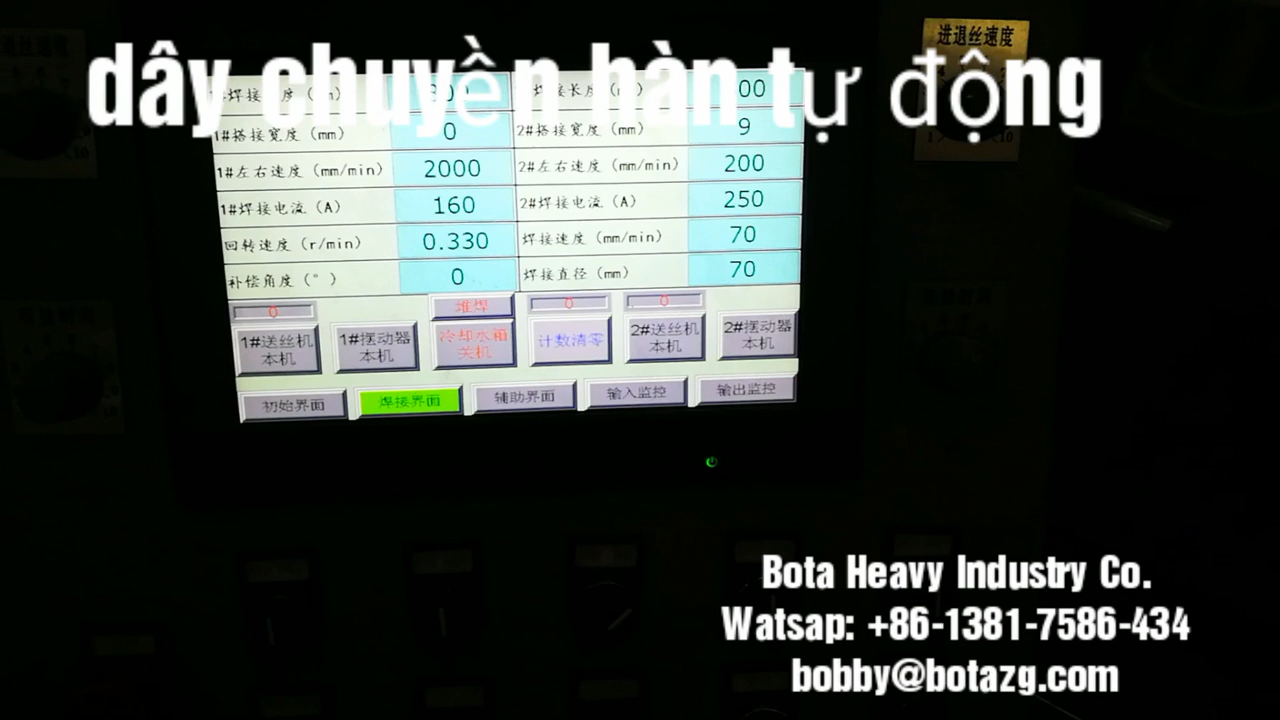 dây chuyền hàn tự động
进退丝速度
1#搭接宽度 (mm) 0 2#搭接宽度 (mm) 9
1#左右速度 (mm/min) 2000 2#左右速度 (mm/min) 200
1#焊接电流 (A) 160 2#焊接电流 (A) 250
回转速度 (r/min) 0.330 焊接速度 (mm/min) 70
补偿角度 (°) 0 焊接直径 (mm) 70
0 堆焊 0 0
1#送丝机 本机 1#摆动器 本机 冷却水箱 关机 计数清零 2#送丝机 本机 2#摆动器 本机
初始界面 焊接界面 辅助界面 输入监控 输出监控
Bota Heavy Industry Co.
Watsap: +86-1381-7586-434
bobby@botazg.com